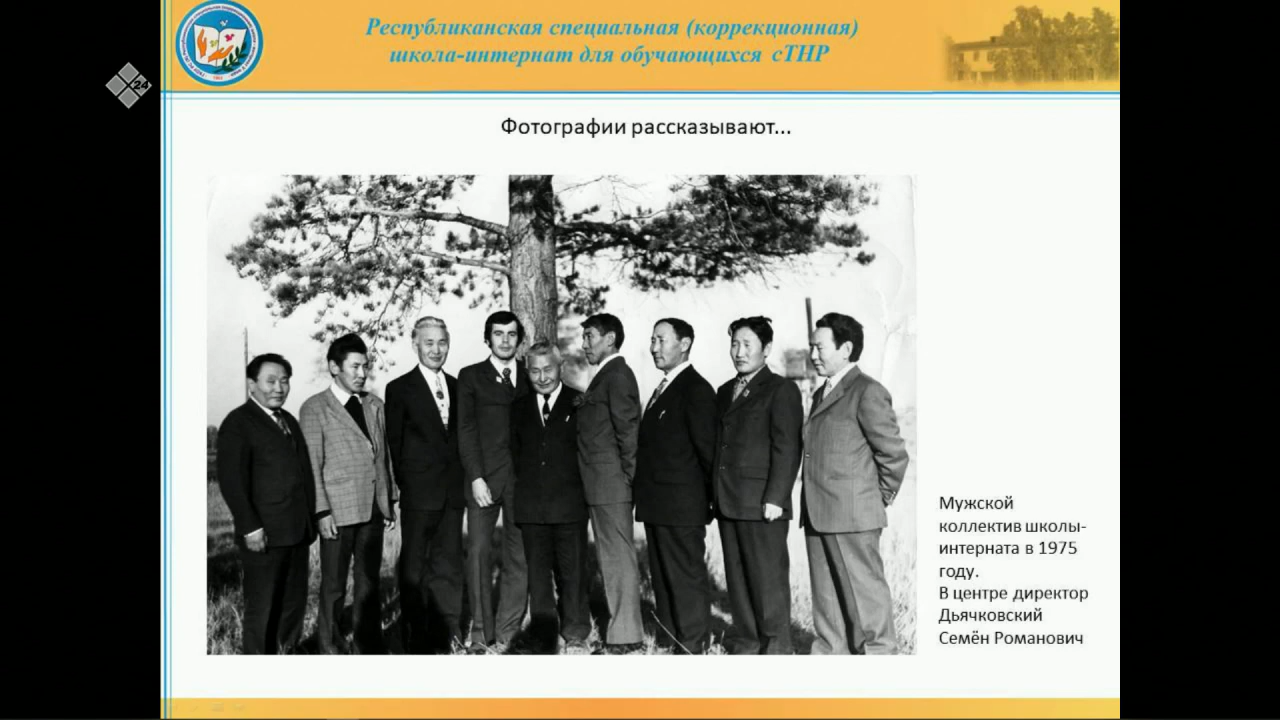 Республиканская специальная (коррекционная)
школа-интернат для обучающихся сТНР
х24
Фотографии рассказывают...
Мужской
коллектив школы-
интерната в 1975
году.
В центре директор
Дьячковский
Семён Романович